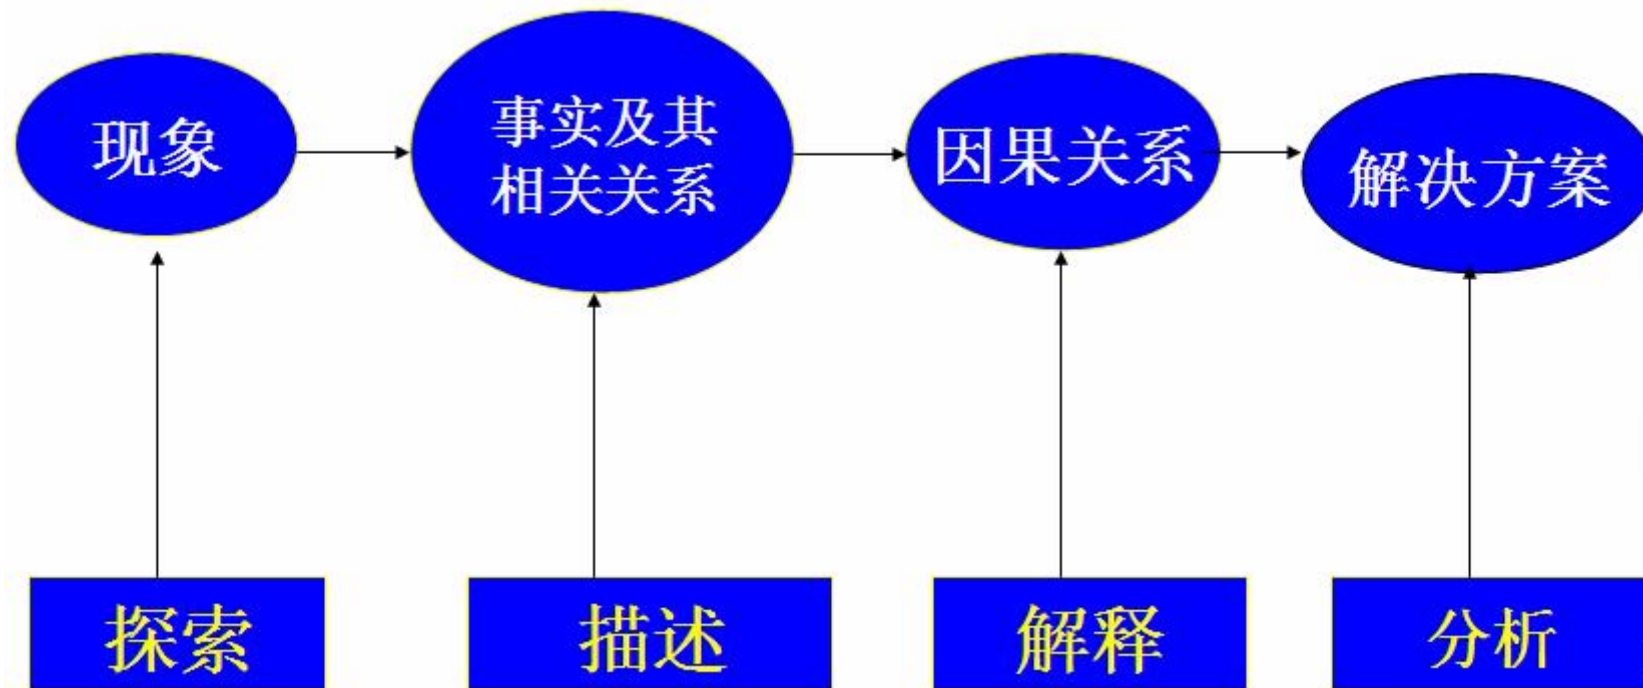 现象
事实及其
相关关系
因果关系
解决方案
探索
描述
解释
分析